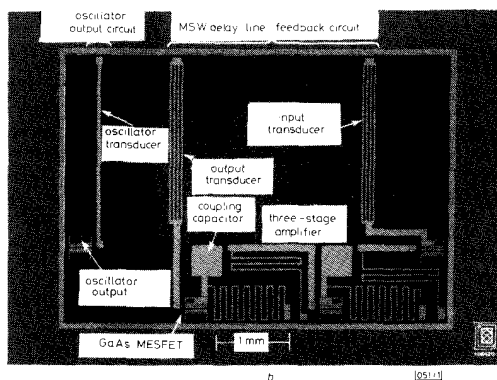 oscillator
output circuit
MSW delay line feedback circuit
oscillator
transducer
input
transducer
output
transducer
coupling
capacitor
three-stage
amplifier
oscillator
output
GaAs MESFET
1 mm
b
1051/1